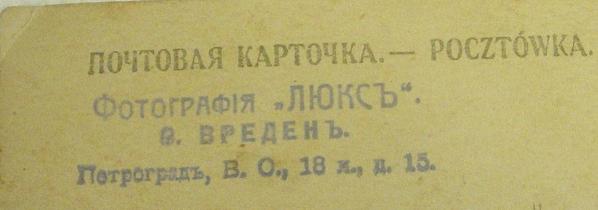 ПОЧТОВАЯ КАРТОЧКА. — POCZTÓWKA.
ФОТОГРАФІЯ „ЛЮКСЪ“.
Ѳ. ВРЕДЕНЪ.
Петроградъ, В. О., 18 л., д. 15.